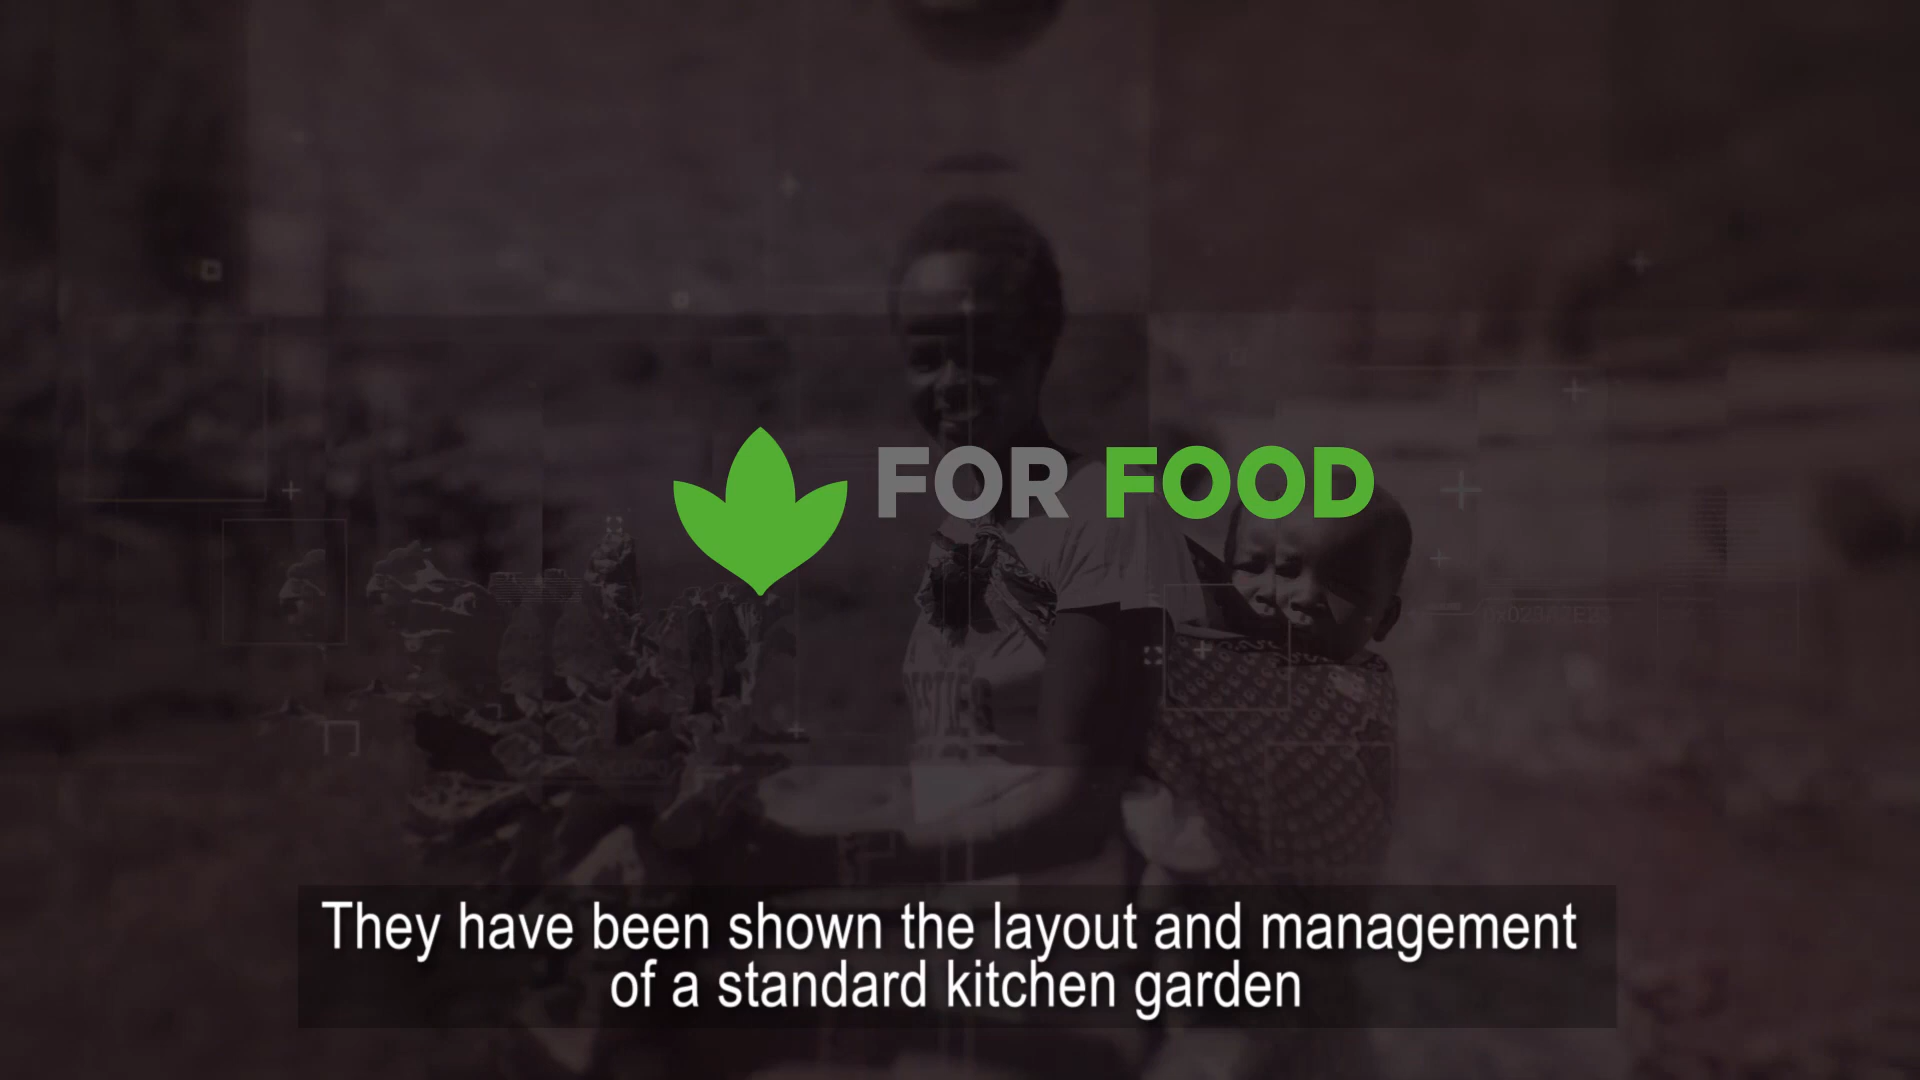 FOR FOOD
They have been shown the layout and management
of a standard kitchen garden